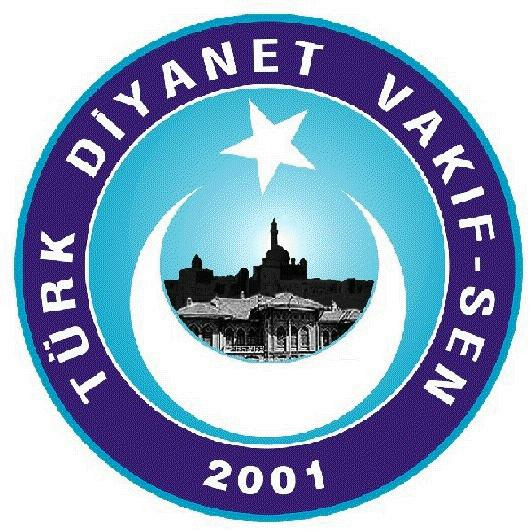 TÜRK DİYANET VAKIF-SEN
2001